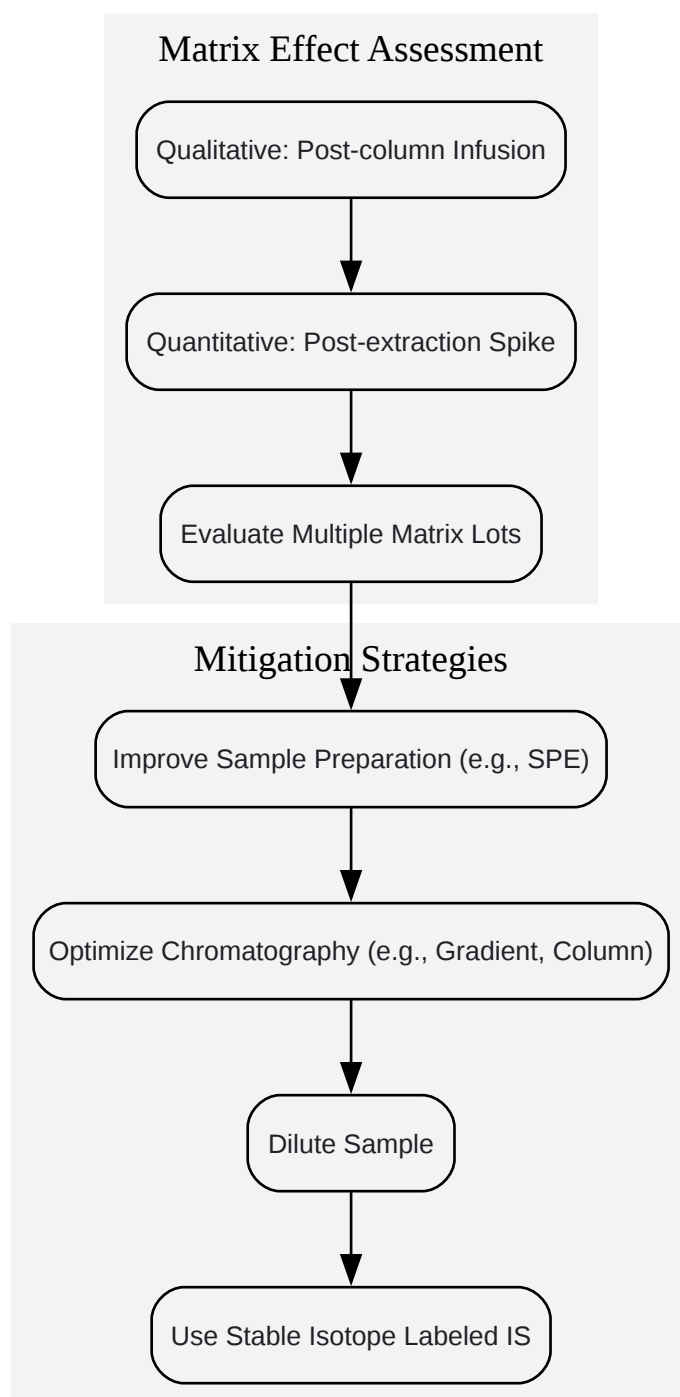 Matrix Effect Assessment
Qualitative: Post-column Infusion
Quantitative: Post-extraction Spike
Evaluate Multiple Matrix Lots
Mitigation Strategies
Improve Sample Preparation (e.g., SPE)
Optimize Chromatography (e.g., Gradient, Column)
Dilute Sample
Use Stable Isotope Labeled IS